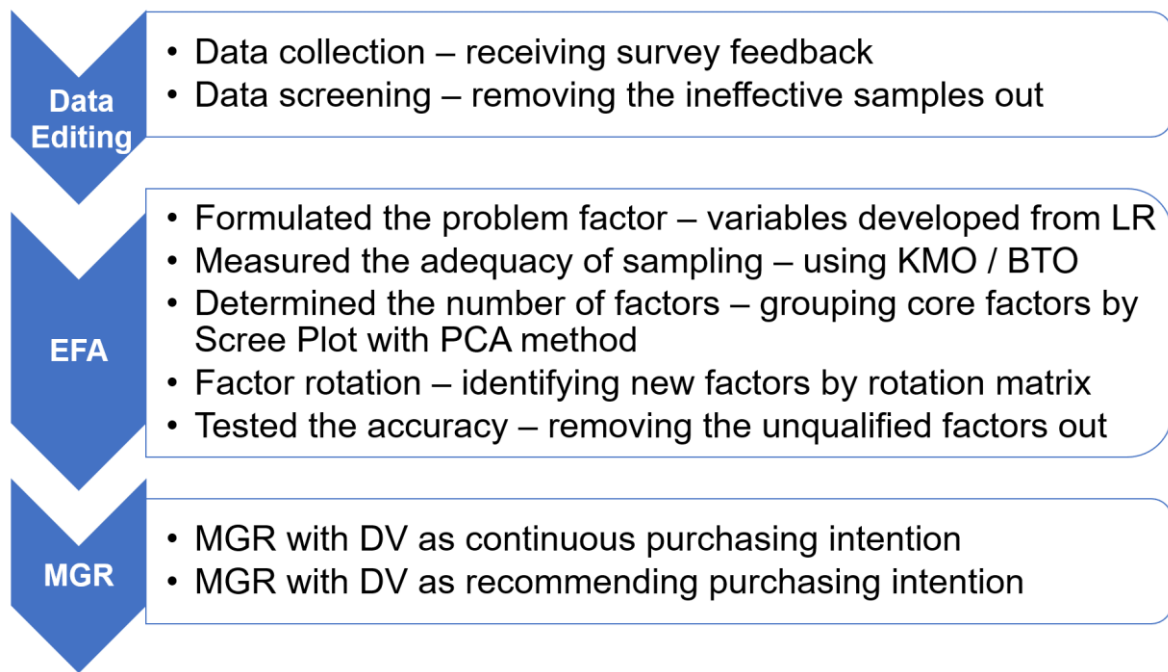 Data
Editing
• Data collection – receiving survey feedback
• Data screening – removing the ineffective samples out
EFA
• Formulated the problem factor – variables developed from LR
• Measured the adequacy of sampling – using KMO / BTO
• Determined the number of factors – grouping core factors by
Scree Plot with PCA method
• Factor rotation – identifying new factors by rotation matrix
• Tested the accuracy – removing the unqualified factors out
MGR
• MGR with DV as continuous purchasing intention
• MGR with DV as recommending purchasing intention